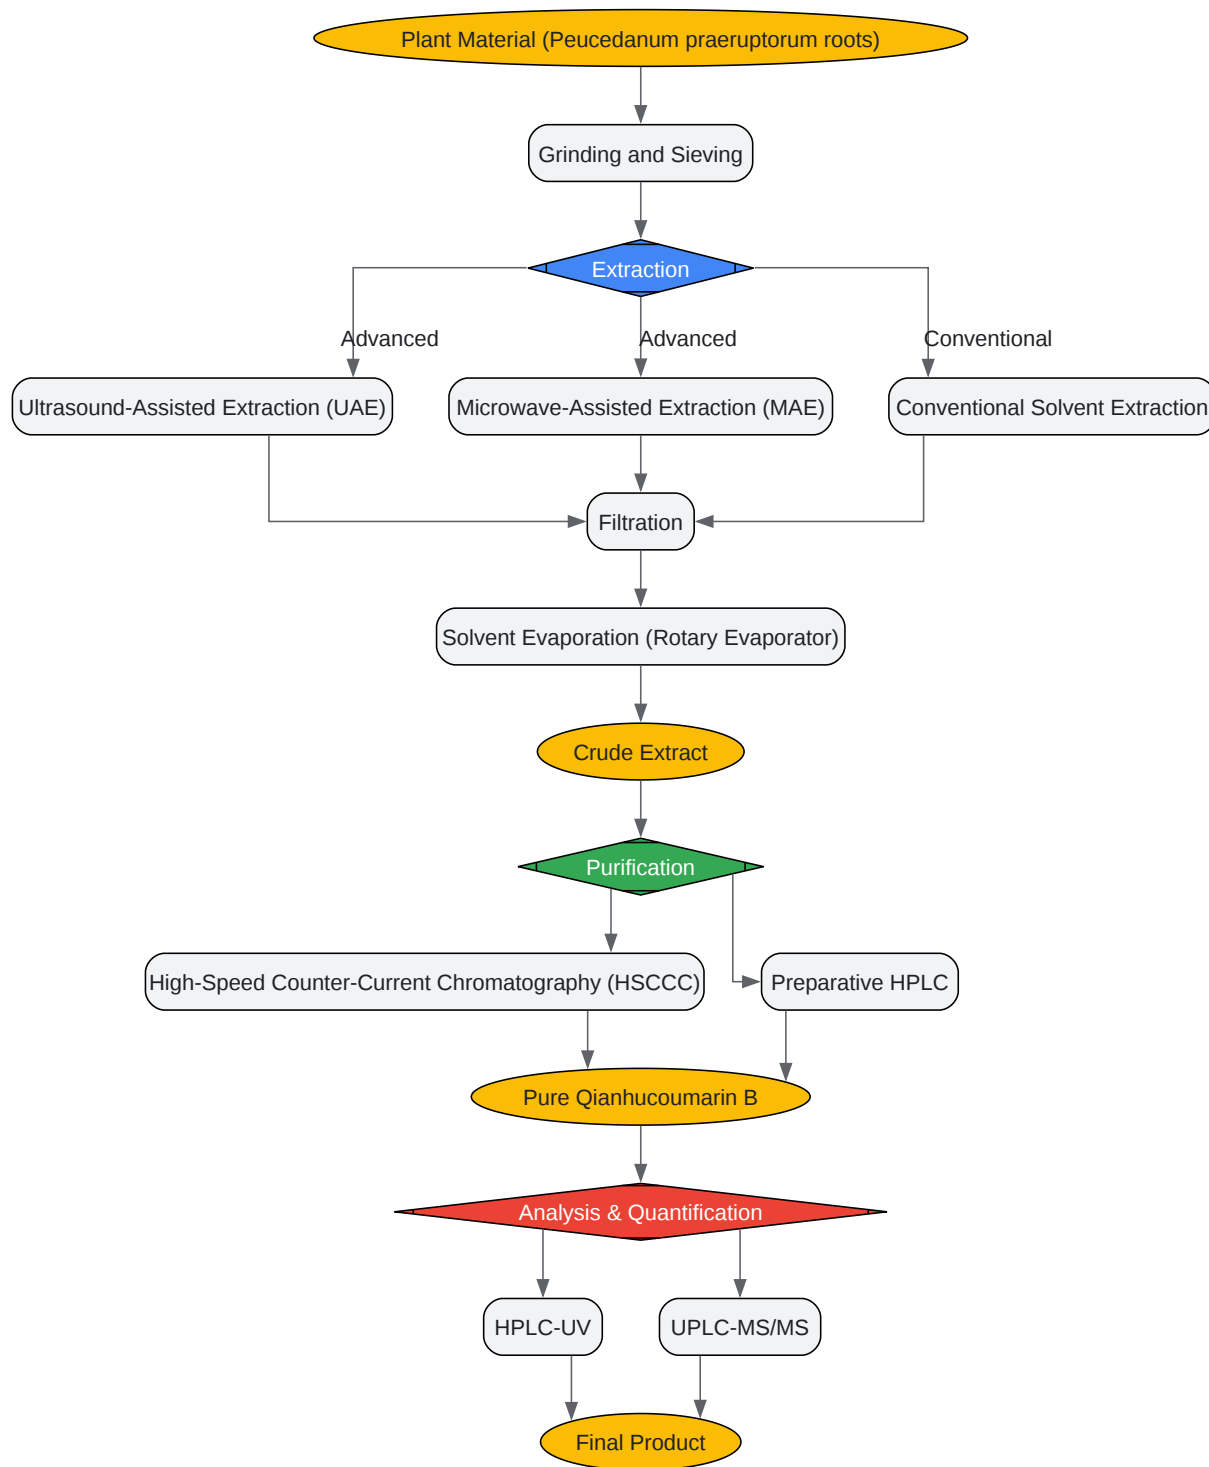 Plant Material (Peucedanum praeruptorum roots)
Grinding and Sieving
Extraction
Advanced
Advanced
Conventional
Ultrasound-Assisted Extraction (UAE)
Microwave-Assisted Extraction (MAE)
Conventional Solvent Extraction
Filtration
Solvent Evaporation (Rotary Evaporator)
Crude Extract
Purification
High-Speed Counter-Current Chromatography (HSCCC)
Preparative HPLC
Pure Qianhucoumarin B
Analysis & Quantification
HPLC-UV
UPLC-MS/MS
Final Product